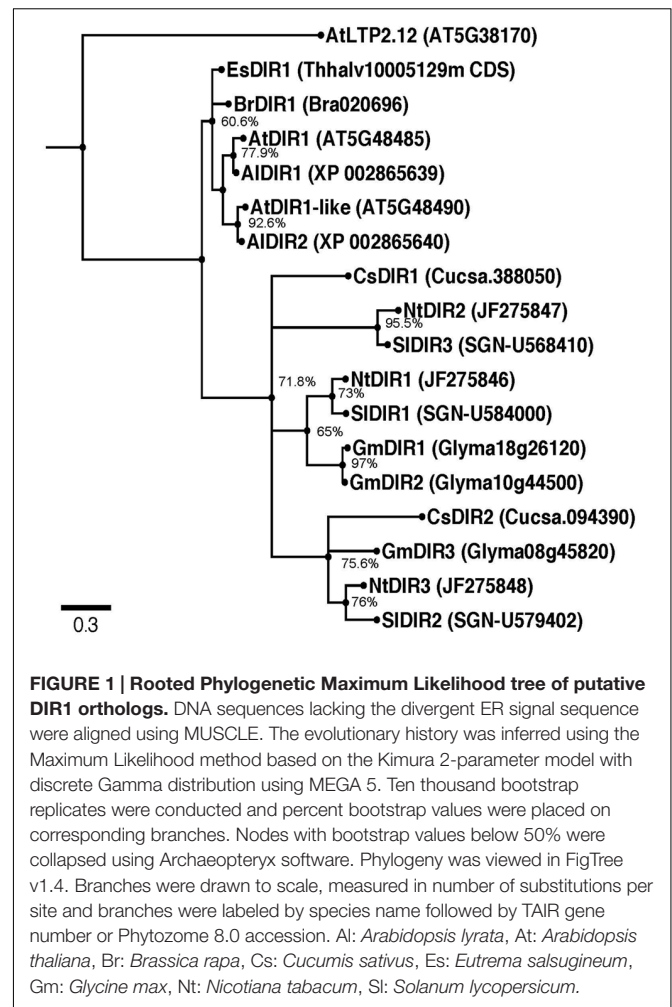 AtLTP2.12 (AT5G38170)
EsDIR1 (Thhalv10005129m CDS)
BrDIR1 (Bra020696)
60.6%
AtDIR1 (AT5G48485)
77.9%
AlDIR1 (XP 002865639)
AtDIR1-like (AT5G48490)
92.6%
AlDIR2 (XP 002865640)
CsDIR1 (Cucsa.388050)
NtDIR2 (JF275847)
95.5%
SlDIR3 (SGN-U568410)
71.8%
NtDIR1 (JF275846)
73%
SlDIR1 (SGN-U584000)
65%
GmDIR1 (Glyma18g26120)
97%
GmDIR2 (Glyma10g44500)
CsDIR2 (Cucsa.094390)
GmDIR3 (Glyma08g45820)
75.6%
NtDIR3 (JF275848)
76%
SlDIR2 (SGN-U579402)
0.3
FIGURE 1 | Rooted Phylogenetic Maximum Likelihood tree of putative
DIR1 orthologs. DNA sequences lacking the divergent ER signal sequence
were aligned using MUSCLE. The evolutionary history was inferred using the
Maximum Likelihood method based on the Kimura 2-parameter model with
discrete Gamma distribution using MEGA 5. Ten thousand bootstrap
replicates were conducted and percent bootstrap values were placed on
corresponding branches. Nodes with bootstrap values below 50% were
collapsed using Archaeopteryx software. Phylogeny was viewed in FigTree
v1.4. Branches were drawn to scale, measured in number of substitutions per
site and branches were labeled by species name followed by TAIR gene
number or Phytozome 8.0 accession. Al: Arabidopsis lyrata, At: Arabidopsis
thaliana, Br: Brassica rapa, Cs: Cucumis sativus, Es: Eutrema salsugineum,
Gm: Glycine max, Nt: Nicotiana tabacum, Sl: Solanum lycopersicum.